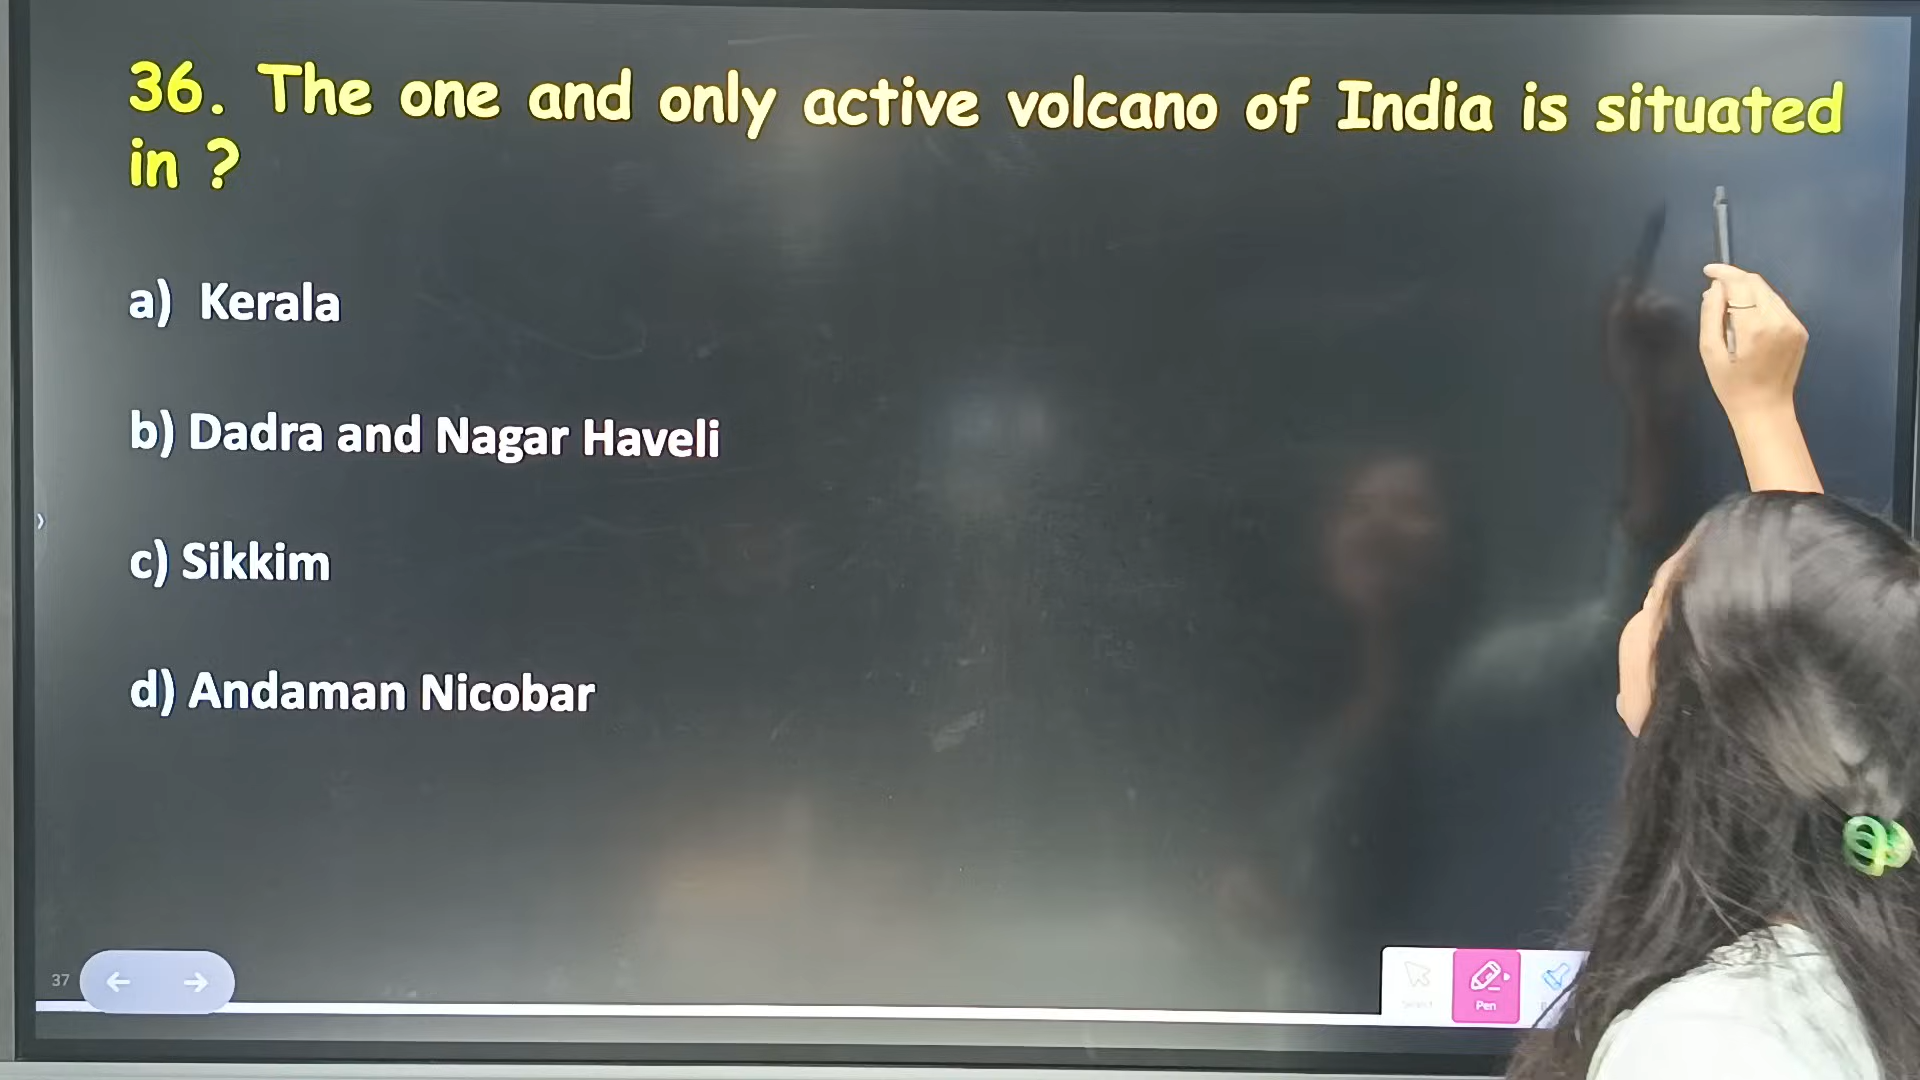 36. The one and only active volcano of India is situated
in ?
a) Kerala
b) Dadra and Nagar Haveli
c) Sikkim
d) Andaman Nicobar
37
Select
Pen